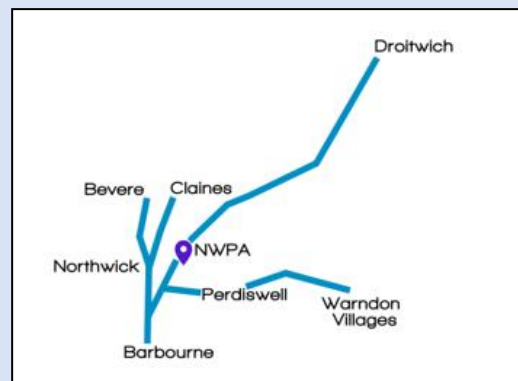 Droitwich
Bevere
Claines
NWPA
Northwick
Perdiswell
Warndon
Villages
Barbourne